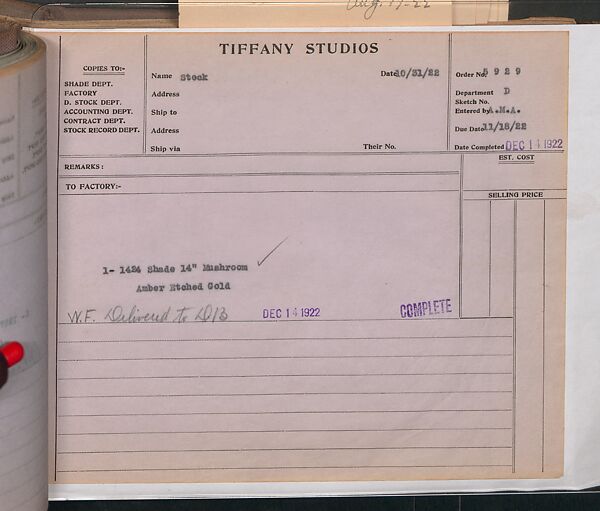 Aug. 17-22
TIFFANY STUDIOS
COPIES TO:-
SHADE DEPT.
FACTORY
D. STOCK DEPT.
ACCOUNTING DEPT.
CONTRACT DEPT.
STOCK RECORD DEPT.
Name Stock
Date 10/31/22
Address
Ship to
Address
Ship via
Their No.
Order No. 5929
Department D
Sketch No.
Entered by A.M.A.
Due Date 11/18/22
Date Completed DEC 14 1922
REMARKS:
EST. COST
TO FACTORY:-
SELLING PRICE
1- 1424 Shade 14" Mushroom
Amber Etched Gold
W.F. Delivered to D/B DEC 14 1922 COMPLETE